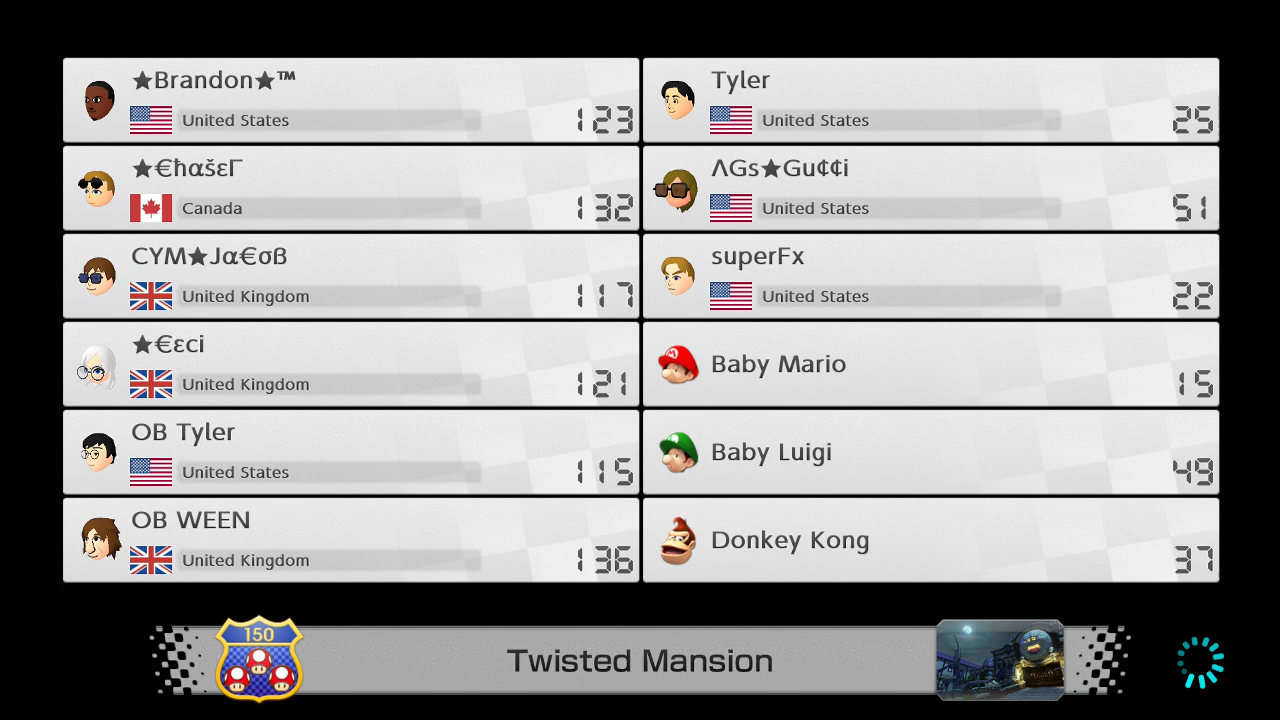 ★Brandon★™
United States
123
★€ħαšεΓ
Canada
132
CYM★Jα€σß
United Kingdom
117
★€εci
United Kingdom
121
OB Tyler
United States
115
OB WEEN
United Kingdom
136
Tyler
United States
25
ΛGs★Gu¢¢i
United States
51
superFx
United States
22
Baby Mario
15
Baby Luigi
49
Donkey Kong
37
150
Twisted Mansion